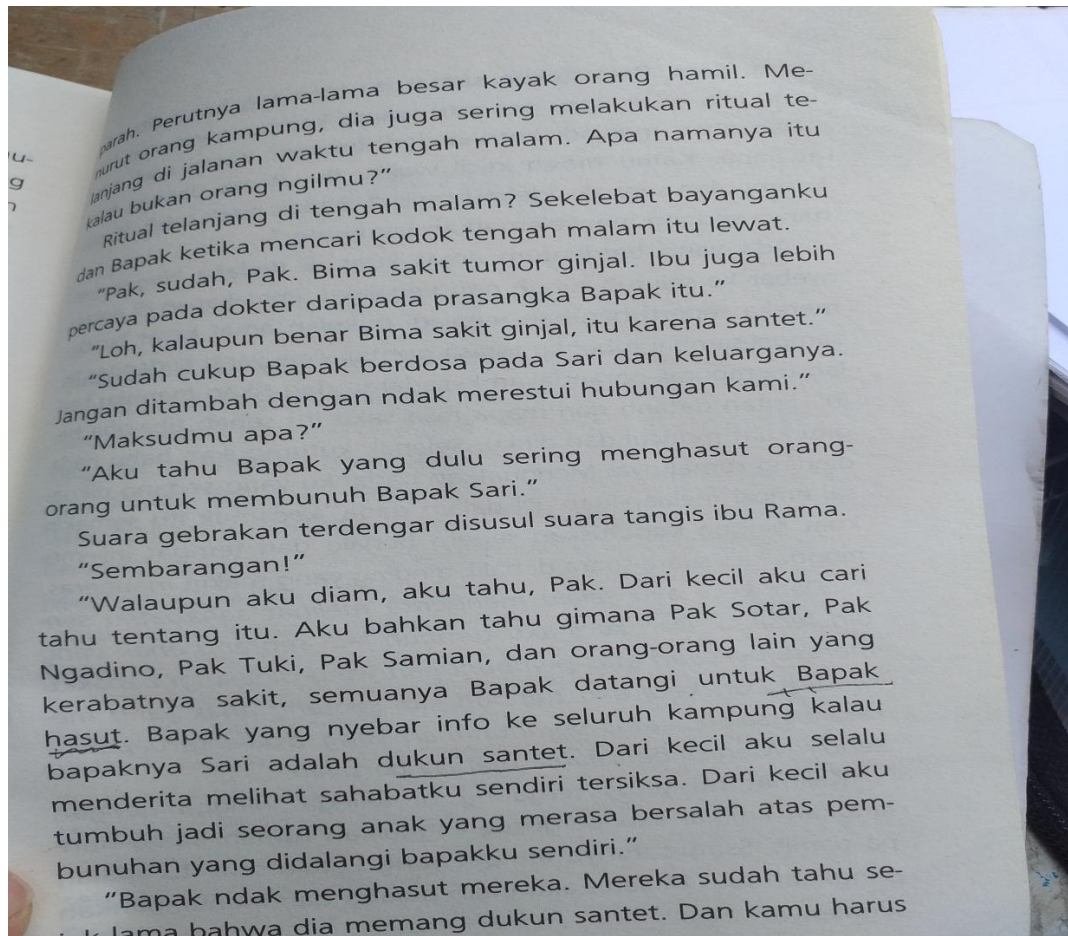 parah. Perutnya lama-lama besar kayak orang hamil. Me-
nurut orang kampung, dia juga sering melakukan ritual te-
lanjang di jalanan waktu tengah malam. Apa namanya itu
kalau bukan orang ngilmu?”
Ritual telanjang di tengah malam? Sekelebat bayanganku
dan Bapak ketika mencari kodok tengah malam itu lewat.
“Pak, sudah, Pak. Bima sakit tumor ginjal. Ibu juga lebih
percaya pada dokter daripada prasangka Bapak itu.”
“Loh, kalaupun benar Bima sakit ginjal, itu karena santet.”
“Sudah cukup Bapak berdosa pada Sari dan keluarganya.
Jangan ditambah dengan ndak merestui hubungan kami.”
“Maksudmu apa?”
“Aku tahu Bapak yang dulu sering menghasut orang-
orang untuk membunuh Bapak Sari.”
Suara gebrakan terdengar disusul suara tangis ibu Rama.
“Sembarangan!”
“Walaupun aku diam, aku tahu, Pak. Dari kecil aku cari
tahu tentang itu. Aku bahkan tahu gimana Pak Sotar, Pak
Ngadino, Pak Tuki, Pak Samian, dan orang-orang lain yang
kerabatnya sakit, semuanya Bapak datangi untuk Bapak
hasut. Bapak yang nyebar info ke seluruh kampung kalau
bapaknya Sari adalah dukun santet. Dari kecil aku selalu
menderita melihat sahabatku sendiri tersiksa. Dari kecil aku
tumbuh jadi seorang anak yang merasa bersalah atas pem-
bunuhan yang didalangi bapakku sendiri.”
“Bapak ndak menghasut mereka. Mereka sudah tahu se-
lama bahwa dia memang dukun santet. Dan kamu harus